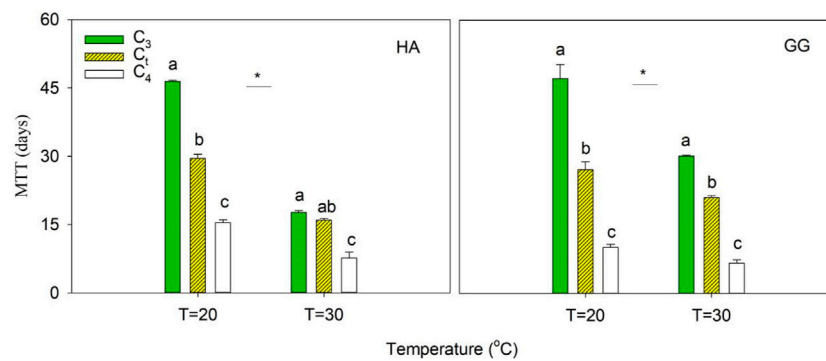 60
45
30
15
0
MTT (days)
C3
Ct
C4
HA
a
b
c
*
a
ab
c
T=20
T=30
GG
a
b
c
*
a
b
c
T=20
T=30
Temperature (°C)